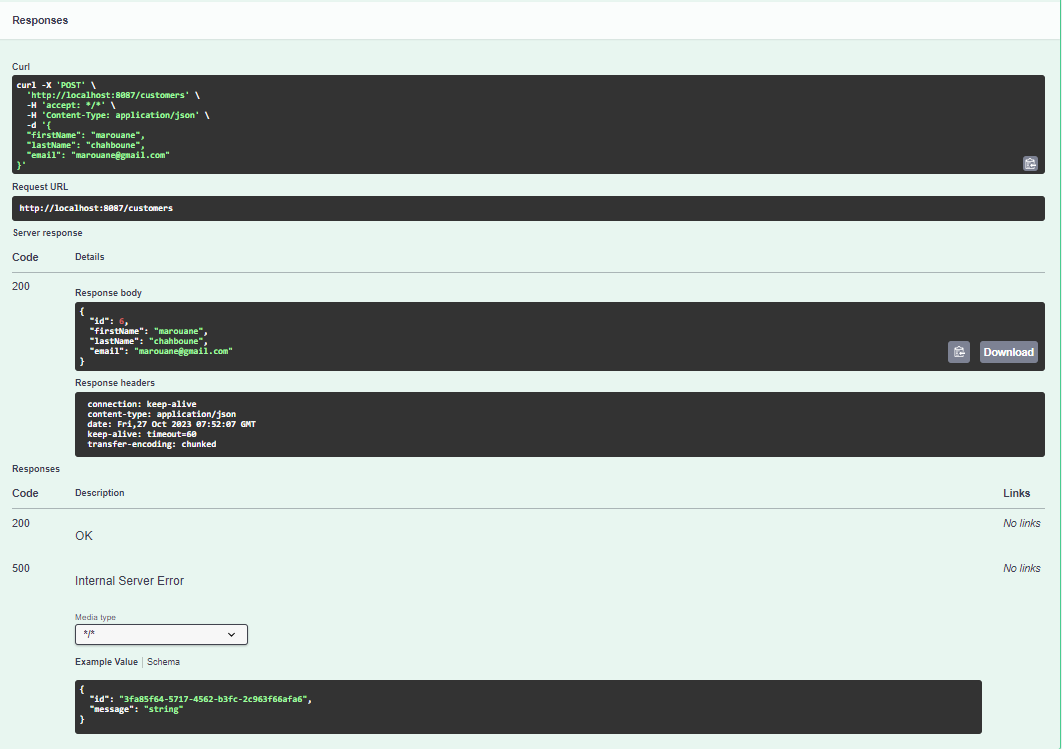 Responses
Curl
curl -X 'POST' \
'http://localhost:8087/customers' \
-H 'accept: */*' \
-H 'Content-Type: application/json' \
-d '{
"firstName": "marouane",
"lastName": "chahboune",
"email": "marouane@gmail.com"
}'
Request URL
http://localhost:8087/customers
Server response
Code Details
200
Response body
{
"id": 6,
"firstName": "marouane",
"lastName": "chahboune",
"email": "marouane@gmail.com"
}
Download
Response headers
connection: keep-alive
content-type: application/json
date: Fri,27 Oct 2023 07:52:07 GMT
keep-alive: timeout=60
transfer-encoding: chunked
Responses
Code Description Links
200 No links
OK
500 No links
Internal Server Error
Media type
*/*
Example Value Schema
{
"id": "3fa85f64-5717-4562-b3fc-2c963f66afa6",
"message": "string"
}